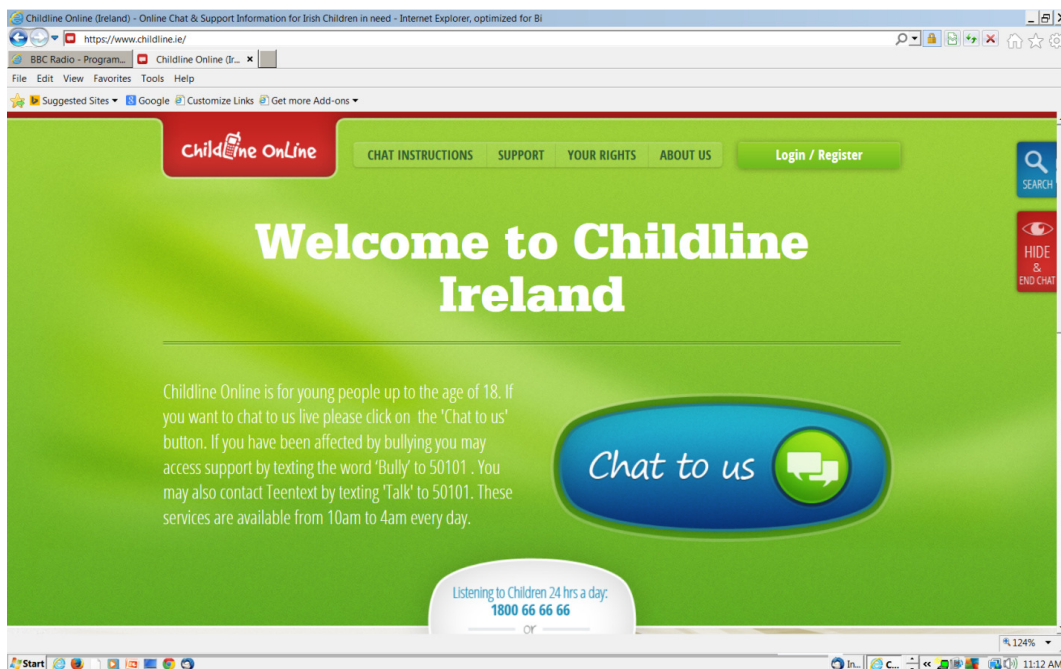 Childline Online (Ireland) - Online Chat & Support Information for Irish Children in need - Internet Explorer, optimized for Bi
https://www.childline.ie/
BBC Radio - Program... Childline Online (Ir...
File Edit View Favorites Tools Help
Suggested Sites Google Customize Links Get more Add-ons
Childline OnLine
CHAT INSTRUCTIONS SUPPORT YOUR RIGHTS ABOUT US Login / Register
SEARCH
Welcome to Childline
Ireland
HIDE
&
END CHAT
Childline Online is for young people up to the age of 18. If
you want to chat to us live please click on the 'Chat to us'
button. If you have been affected by bullying you may
access support by texting the word ‘Bully’ to 50101 . You
may also contact Teentext by texting 'Talk' to 50101. These
services are available from 10am to 4am every day.
Chat to us
Listening to Children 24 hrs a day:
1800 66 66 66
or
124%
Start In... C... 11:12 AM